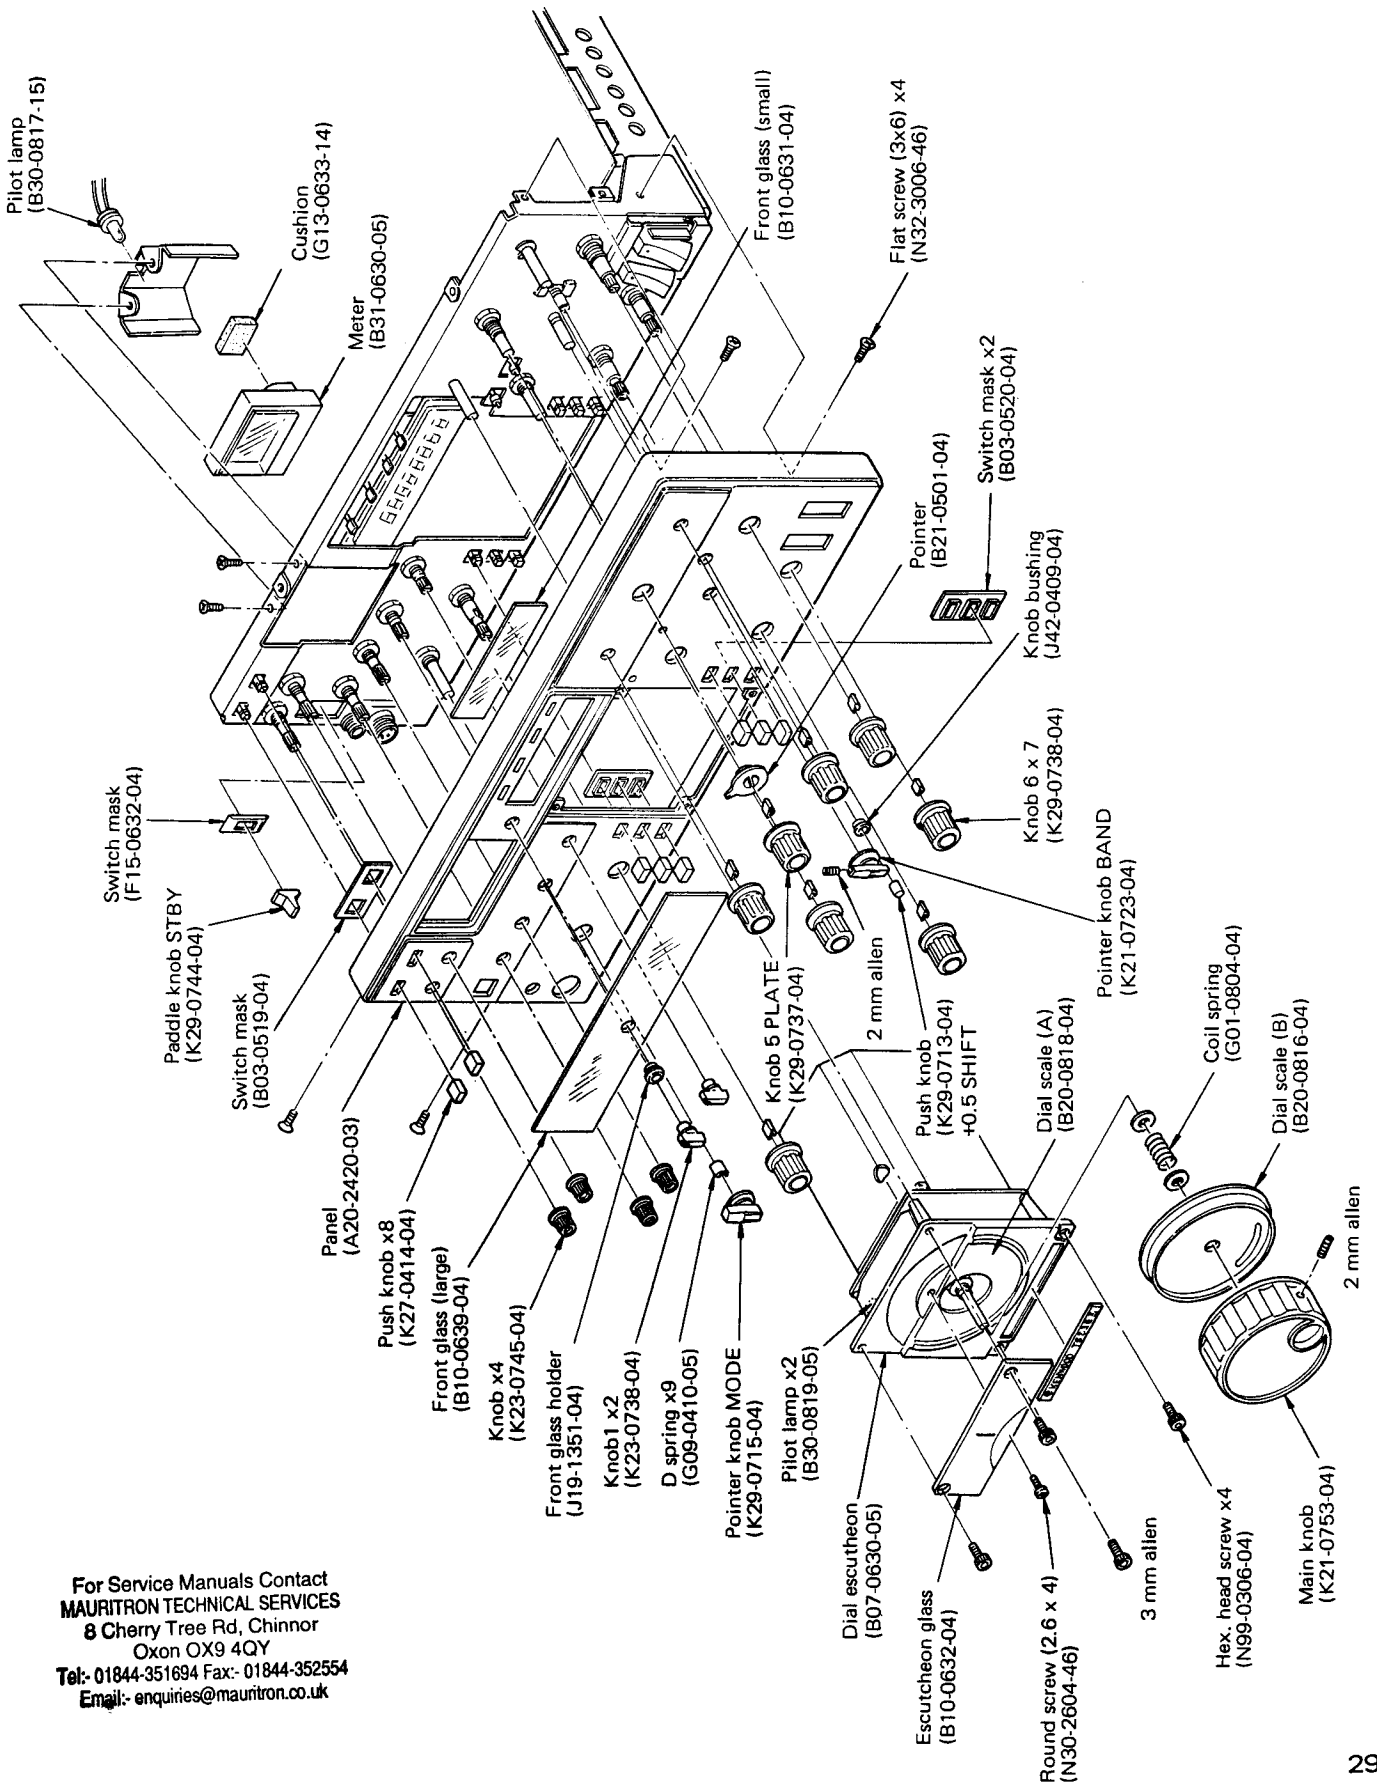 Pilot lamp
(B30-0817-15)
Cushion
(G13-0633-14)
Meter
(B31-0630-05)
Front glass (small)
(B10-0631-04)
Flat screw (3x6) x4
(N32-3006-46)
Switch mask x2
(B03-0520-04)
Pointer
(B21-0501-04)
Knob bushing
(J42-0409-04)
Knob 6 x 7
(K29-0738-04)
Pointer knob BAND
(K21-0723-04)
Switch mask
(F15-0632-04)
Paddle knob STBY
(K29-0744-04)
Switch mask
(B03-0519-04)
Panel
(A20-2420-03)
Push knob x8
(K27-0414-04)
Front glass (large)
(B10-0639-04)
Knob x4
(K23-0745-04)
Front glass holder
(J19-1351-04)
Knob1 x2
(K23-0738-04)
D spring x9
(G09-0410-05)
Pointer knob MODE
(K29-0715-04)
Knob 5 PLATE
(K29-0737-04)
2 mm allen
Push knob
(K29-0713-04)
+0.5 SHIFT
Dial scale (A)
(B20-0818-04)
Coil spring
(G01-0804-04)
Dial scale (B)
(B20-0816-04)
2 mm allen
Pilot lamp x2
(B30-0819-05)
Dial escutheon
(B07-0630-05)
Escutcheon glass
(B10-0632-04)
Round screw (2.6 x 4)
(N30-2604-46)
3 mm allen
Hex. head screw x4
(N99-0306-04)
Main knob
(K21-0753-04)
For Service Manuals Contact
MAURITRON TECHNICAL SERVICES
8 Cherry Tree Rd, Chinnor
Oxon OX9 4QY
Tel:- 01844-351694 Fax:- 01844-352554
Email:- enquiries@mauritron.co.uk
29